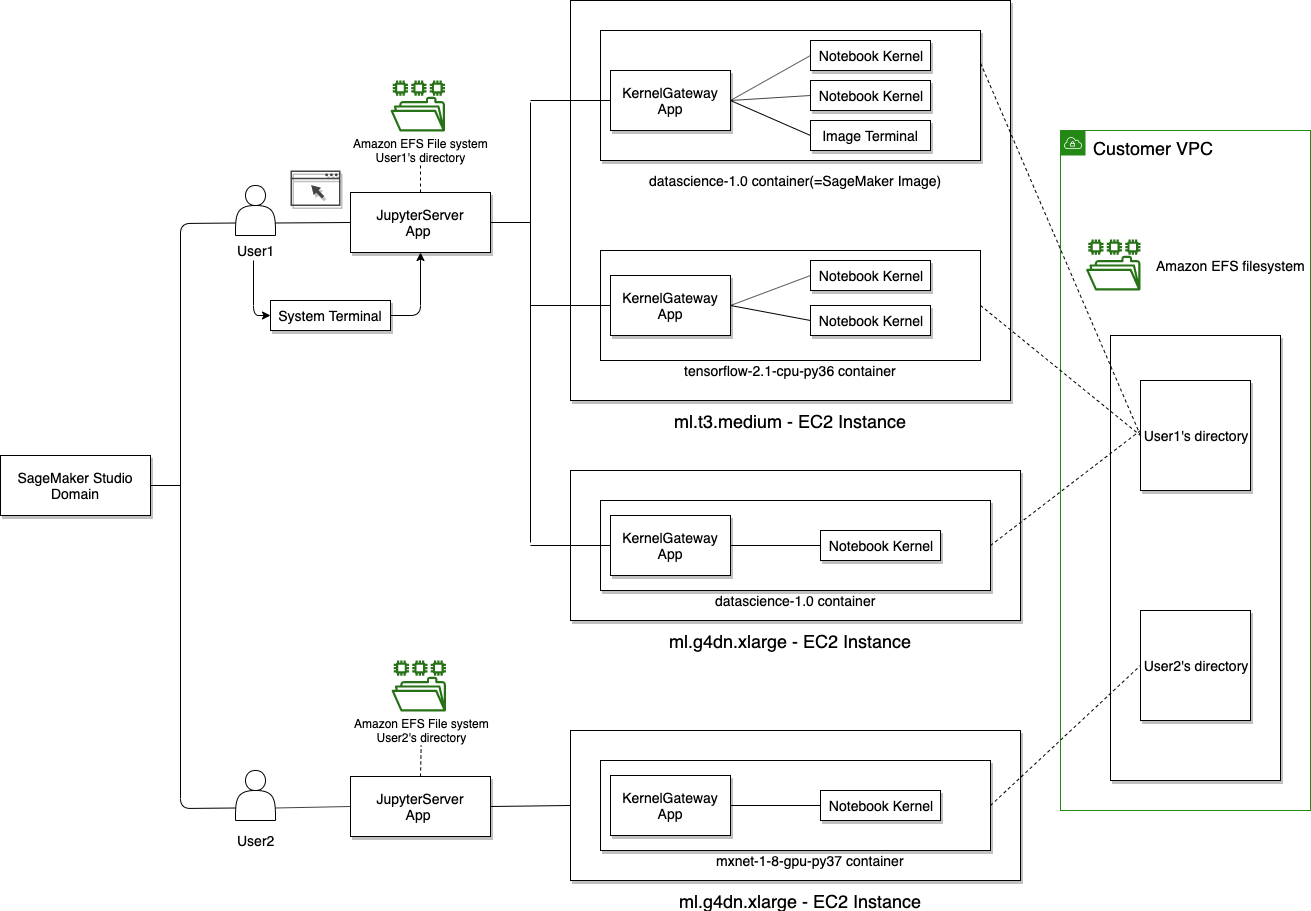 SageMaker Studio
Domain
User1
System Terminal
Amazon EFS File system
User1's directory
JupyterServer
App
KernelGateway
App
Notebook Kernel
Notebook Kernel
Image Terminal
datascience-1.0 container(=SageMaker Image)
KernelGateway
App
Notebook Kernel
Notebook Kernel
tensorflow-2.1-cpu-py36 container
ml.t3.medium - EC2 Instance
KernelGateway
App
Notebook Kernel
datascience-1.0 container
ml.g4dn.xlarge - EC2 Instance
User2
Amazon EFS File system
User2's directory
JupyterServer
App
KernelGateway
App
Notebook Kernel
mxnet-1-8-gpu-py37 container
ml.g4dn.xlarge - EC2 Instance
Customer VPC
Amazon EFS filesystem
User1's directory
User2's directory